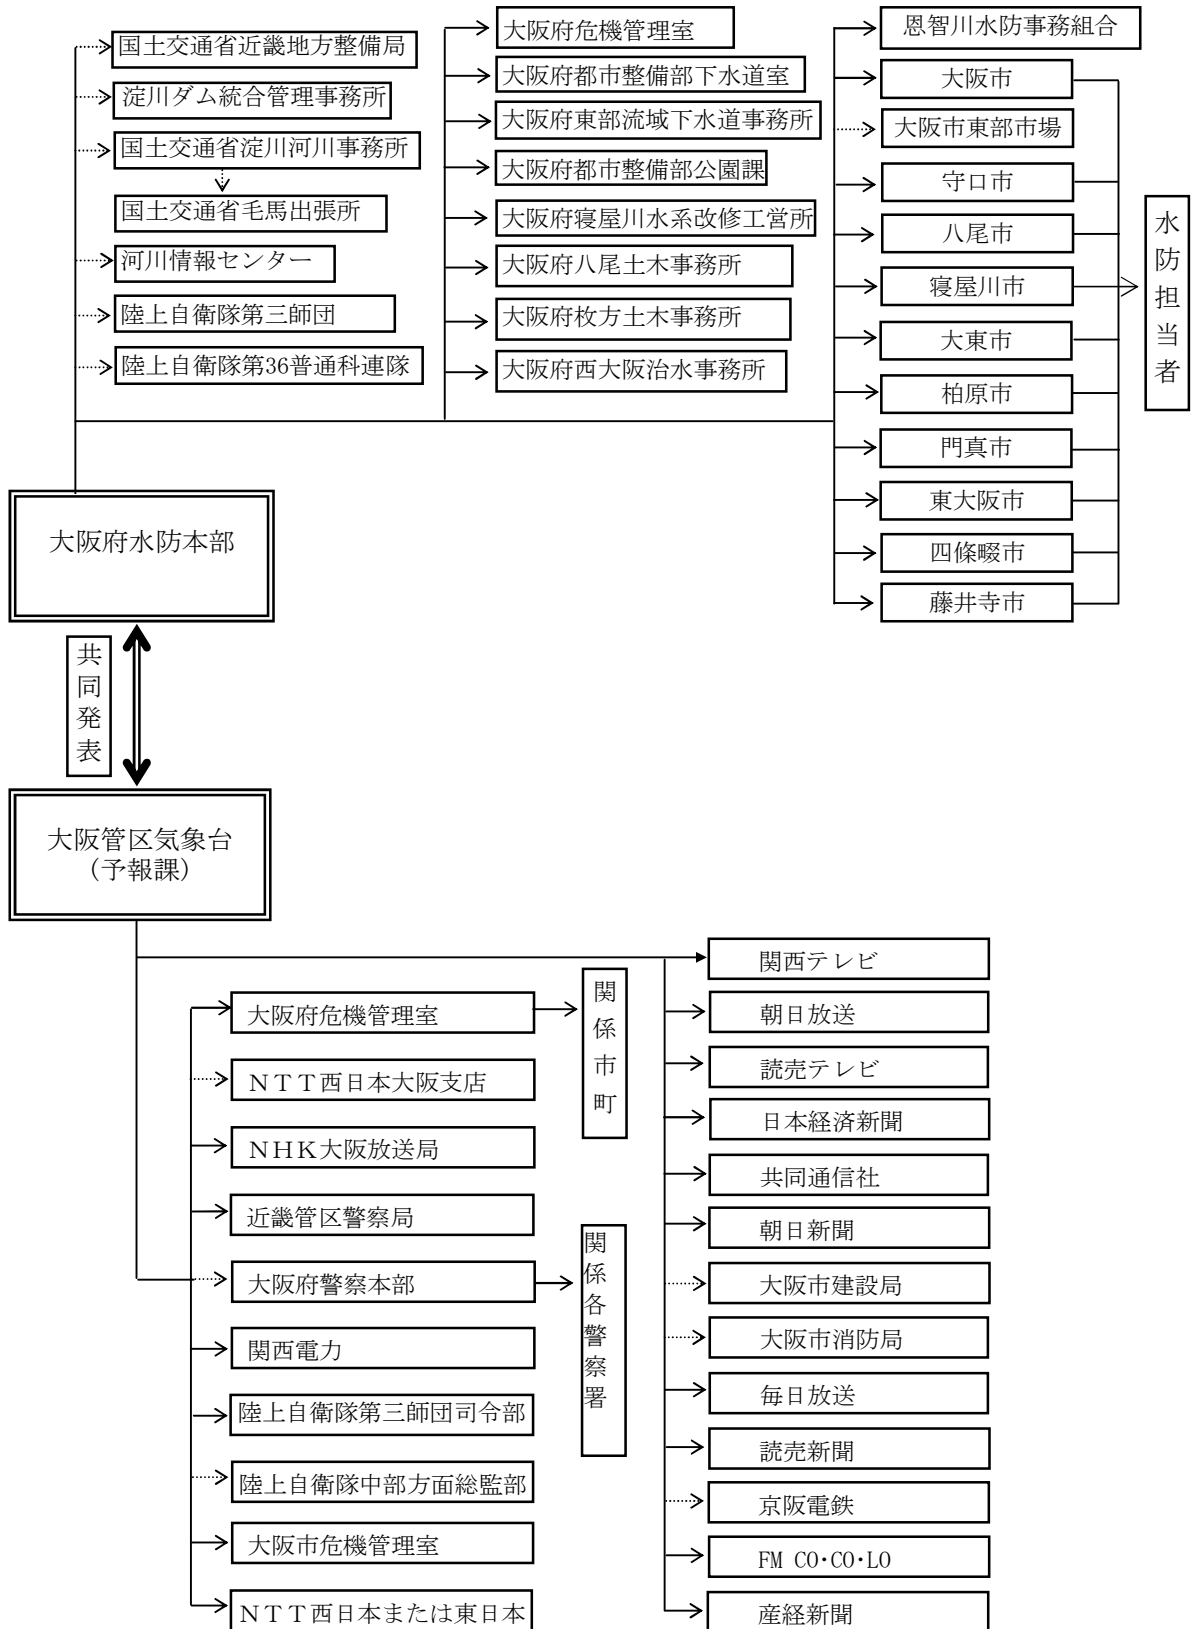 国土交通省近畿地方整備局
淀川ダム統合管理事務所
国土交通省淀川河川事務所
国土交通省毛馬出張所
河川情報センター
陸上自衛隊第三師団
陸上自衛隊第36普通科連隊
大阪府危機管理室
大阪府都市整備部下水道室
大阪府東部流域下水道事務所
大阪府都市整備部公園課
大阪府寝屋川水系改修工営所
大阪府八尾土木事務所
大阪府枚方土木事務所
大阪府西大阪治水事務所
恩智川水防事務組合
大阪市
大阪市東部市場
守口市
八尾市
寝屋川市
大東市
柏原市
門真市
東大阪市
四條畷市
藤井寺市
水防担当者
大阪府水防本部
共同発表
大阪管区気象台
（予報課）
大阪府危機管理室
ＮＴＴ西日本大阪支店
ＮＨＫ大阪放送局
近畿管区警察局
大阪府警察本部
関西電力
陸上自衛隊第三師団司令部
陸上自衛隊中部方面総監部
大阪市危機管理室
ＮＴＴ西日本または東日本
関係市町
関係各警察署
関西テレビ
朝日放送
読売テレビ
日本経済新聞
共同通信社
朝日新聞
大阪市建設局
大阪市消防局
毎日放送
読売新聞
京阪電鉄
FM CO・CO・LO
産経新聞